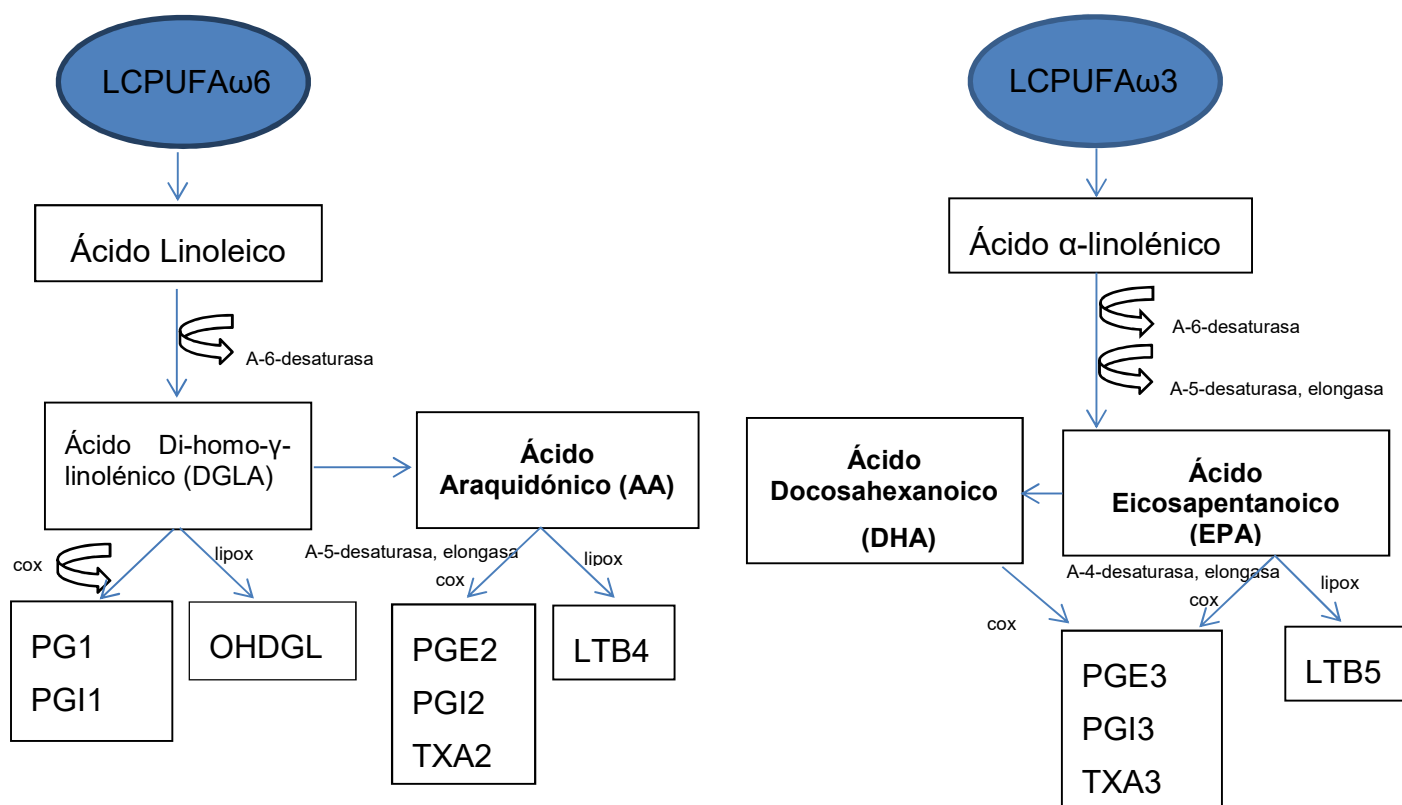 LCPUFAω6
Ácido Linoleico
A-6-desaturasa
Ácido Di-homo-γ-
linolénico (DGLA)
Ácido
Araquidónico (AA)
cox
lipox
A-5-desaturasa, elongasa
cox
lipox
PG1
PGI1
OHDGL
PGE2
PGI2
TXA2
LTB4
LCPUFAω3
Ácido α-linolénico
A-6-desaturasa
A-5-desaturasa, elongasa
Ácido
Docosahexanoico
(DHA)
Ácido
Eicosapentanoico
(EPA)
A-4-desaturasa, elongasa
cox
cox
lipox
PGE3
PGI3
TXA3
LTB5